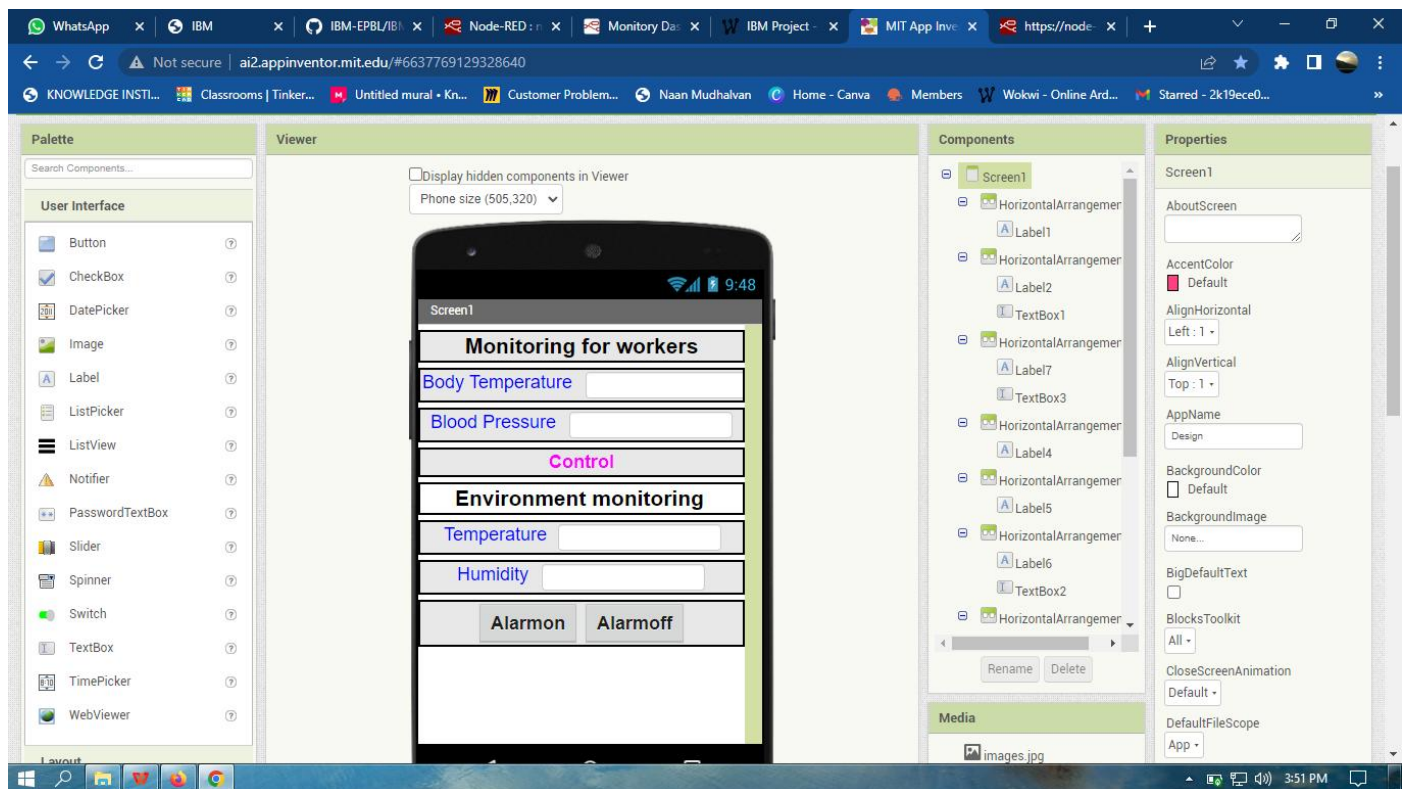 WhatsApp IBM IBM-EPBL/IBM Node-RED : n Monitory Das IBM Project - MIT App Inve https://node-
Not secure ai2.appinventor.mit.edu/#6637769129328640
KNOWLEDGE INSTI... Classrooms | Tinker... Untitled mural • Kn... Customer Problem... Naan Mudhalvan Home - Canva Members Wokwi - Online Ard... Starred - 2k19ece0... »
Palette
Search Components...
User Interface
Button
CheckBox
DatePicker
Image
Label
ListPicker
ListView
Notifier
PasswordTextBox
Slider
Spinner
Switch
TextBox
TimePicker
WebViewer
Layout
Viewer
Display hidden components in Viewer
Phone size (505,320)
9:48
Screen1
Monitoring for workers
Body Temperature
Blood Pressure
Control
Environment monitoring
Temperature
Humidity
Alarmon Alarmoff
Components
Screen1
HorizontalArrangemer
Label1
HorizontalArrangemer
Label2
TextBox1
HorizontalArrangemer
Label7
TextBox3
HorizontalArrangemer
Label4
HorizontalArrangemer
Label5
HorizontalArrangemer
Label6
TextBox2
HorizontalArrangemer
Rename Delete
Media
images.jpg
Properties
Screen1
AboutScreen
AccentColor
Default
AlignHorizontal
Left : 1
AlignVertical
Top : 1
AppName
Design
BackgroundColor
Default
BackgroundImage
None...
BigDefaultText
BlocksToolkit
All
CloseScreenAnimation
Default
DefaultFileScope
App
3:51 PM